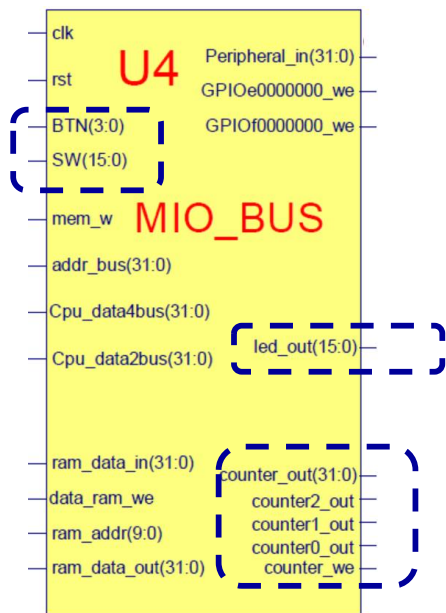 clk
U4
Peripheral_in(31:0)
rst
GPIOe0000000_we
BTN(3:0)
GPIOf0000000_we
SW(15:0)
mem_w
MIO_BUS
addr_bus(31:0)
Cpu_data4bus(31:0)
led_out(15:0)
Cpu_data2bus(31:0)
ram_data_in(31:0)
counter_out(31:0)
data_ram_we
counter2_out
counter1_out
ram_addr(9:0)
counter0_out
ram_data_out(31:0)
counter_we